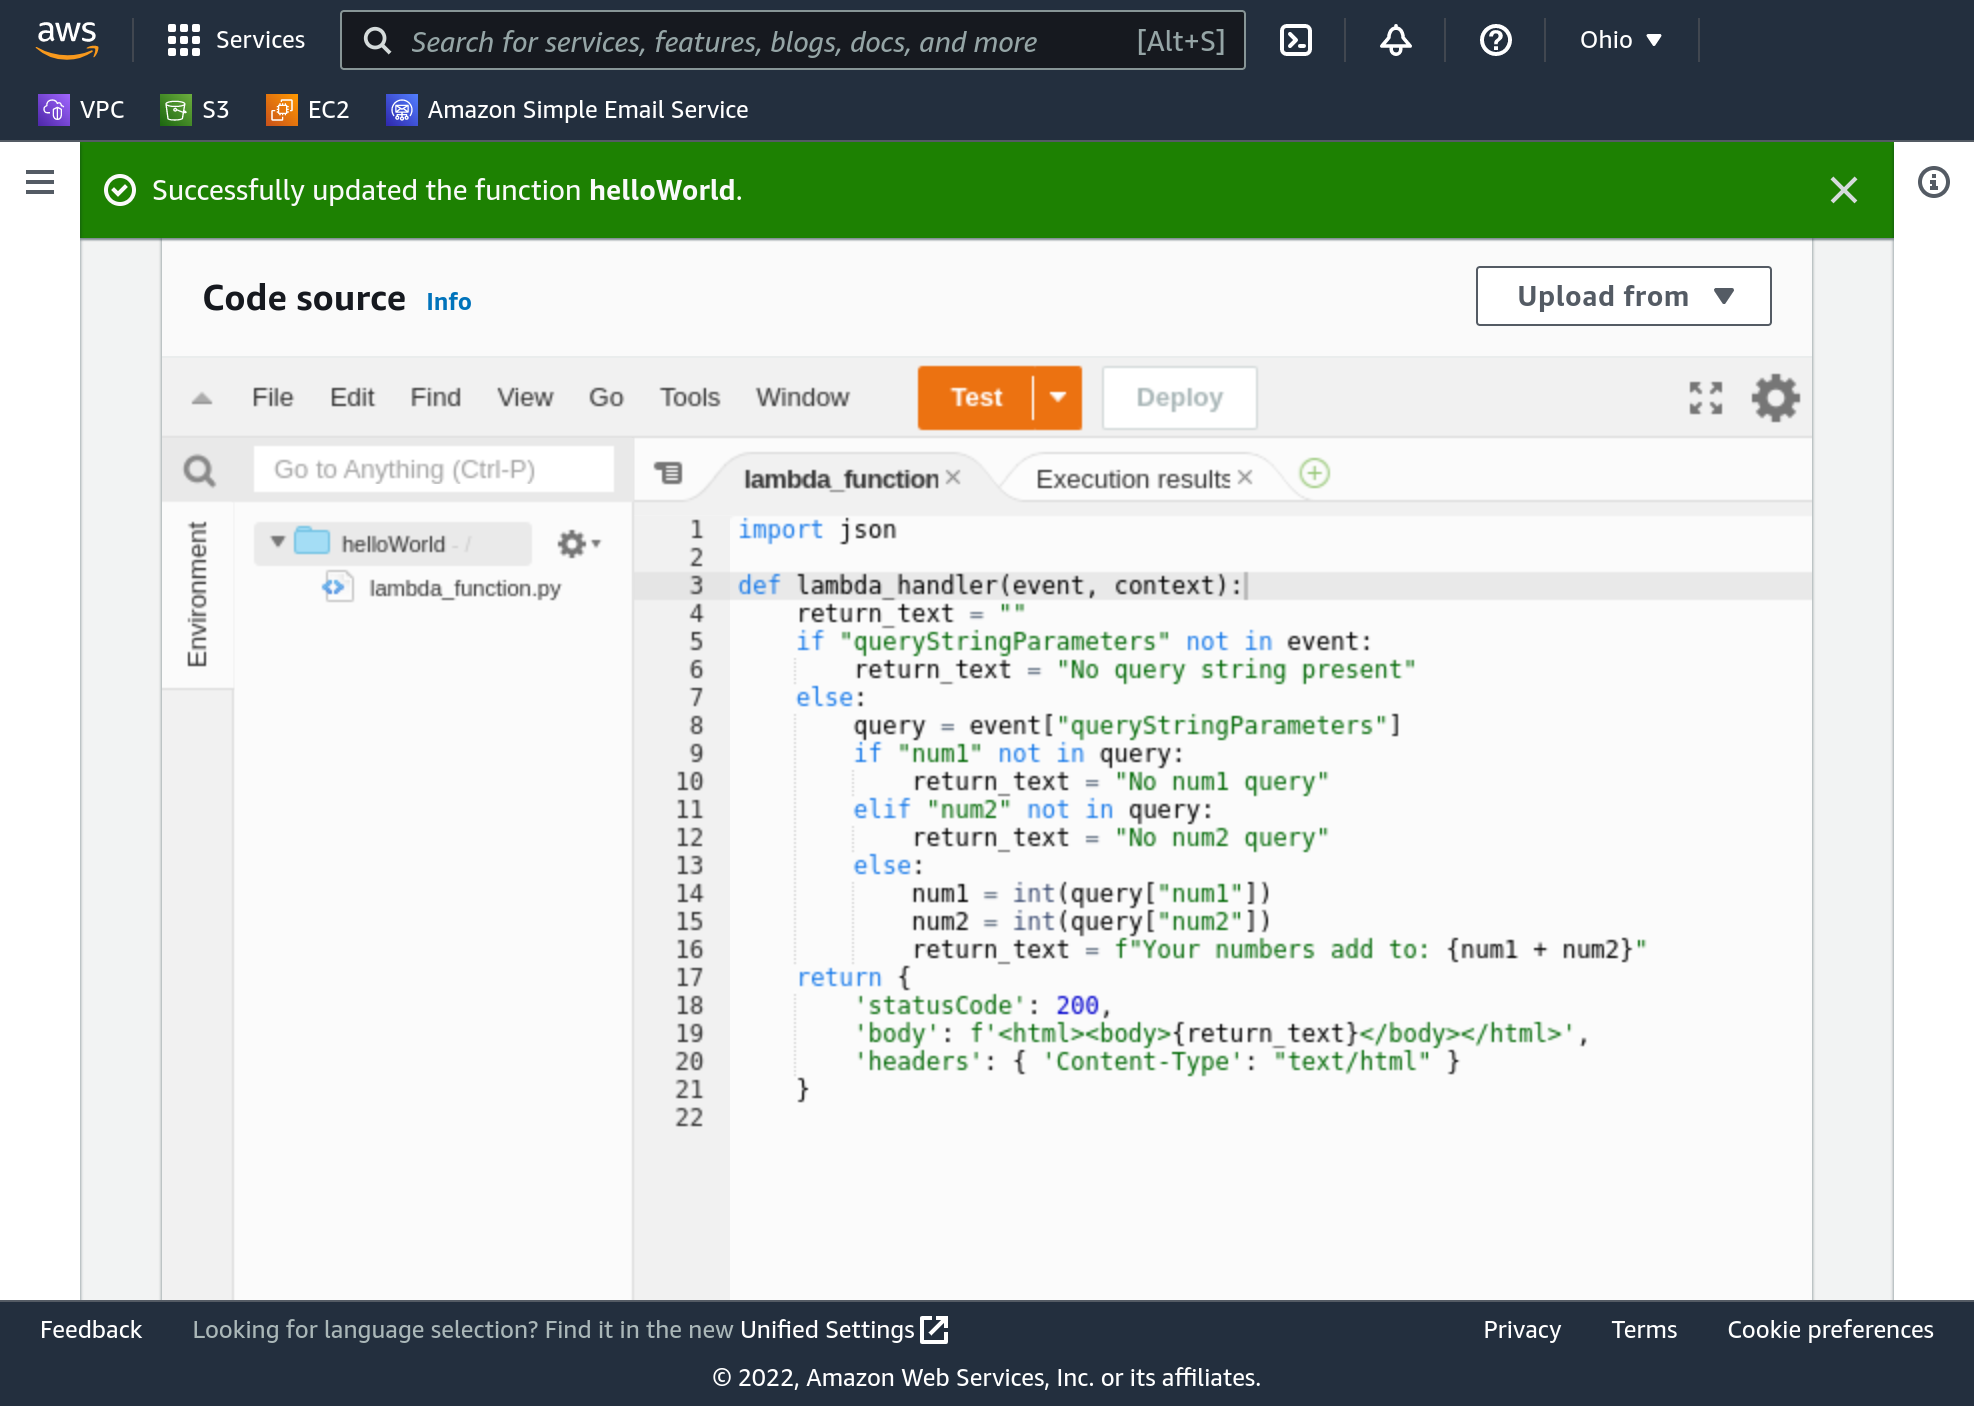 aws
Services
Search for services, features, blogs, docs, and more [Alt+S]
Ohio
VPC
S3
EC2
Amazon Simple Email Service
Successfully updated the function helloWorld.
Code source Info
Upload from
File Edit Find View Go Tools Window
Test
Deploy
Go to Anything (Ctrl-P)
lambda_function
Execution results
Environment
helloWorld - /
lambda_function.py
1 import json
2
3 def lambda_handler(event, context):
4     return_text = ""
5     if "queryStringParameters" not in event:
6         return_text = "No query string present"
7     else:
8         query = event["queryStringParameters"]
9         if "num1" not in query:
10             return_text = "No num1 query"
11         elif "num2" not in query:
12             return_text = "No num2 query"
13         else:
14             num1 = int(query["num1"])
15             num2 = int(query["num2"])
16             return_text = f"Your numbers add to: {num1 + num2}"
17     return {
18         'statusCode': 200,
19         'body': f'<html><body>{return_text}</body></html>',
20         'headers': { 'Content-Type': "text/html" }
21     }
22
Feedback
Looking for language selection? Find it in the new Unified Settings
Privacy Terms Cookie preferences
© 2022, Amazon Web Services, Inc. or its affiliates.